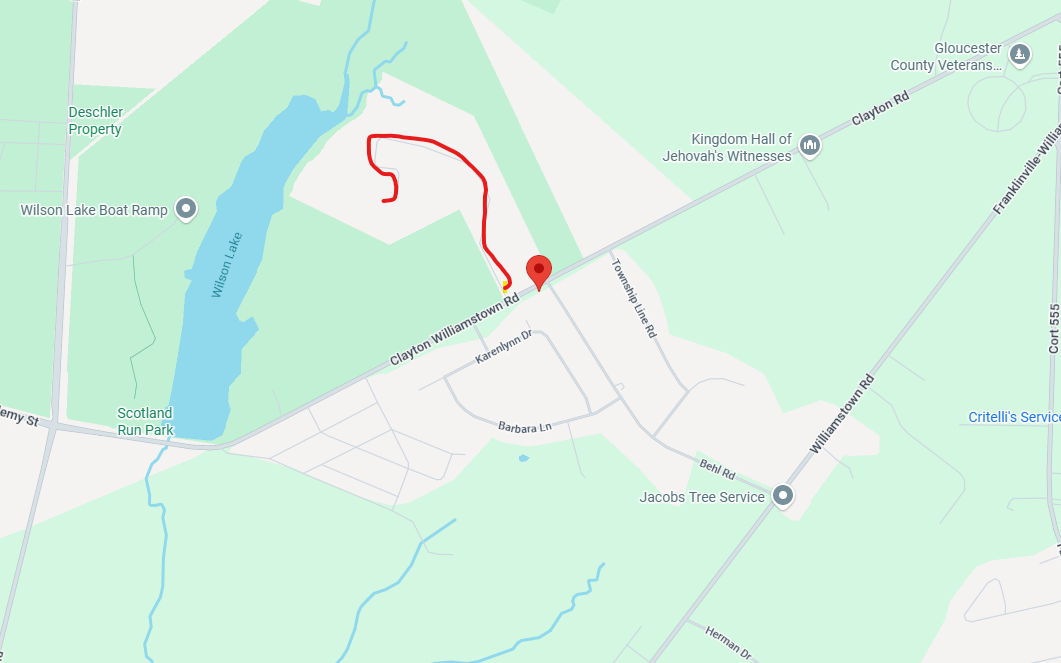 Gloucester
County Veterans...
Clayton Rd
Deschler
Property
Kingdom Hall of
Jehovah's Witnesses
Franklinville-Willia
Wilson Lake Boat Ramp
Wilson Lake
Township Line Rd
Clayton Williamstown Rd
Cort 555
Karenlynn Dr
Scotland
Run Park
emy St
Barbara Ln
Williamstown Rd
Critelli's Service
Behl Rd
Jacobs Tree Service
Herman Dr